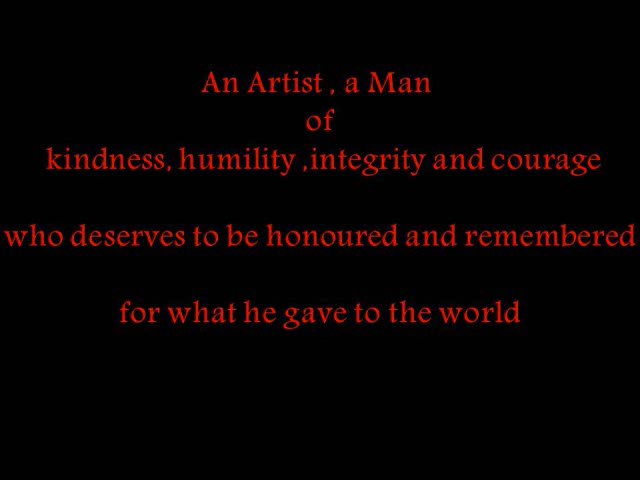 An Artist , a Man
of
kindness, humility ,integrity and courage
who deserves to be honoured and remembered
for what he gave to the world